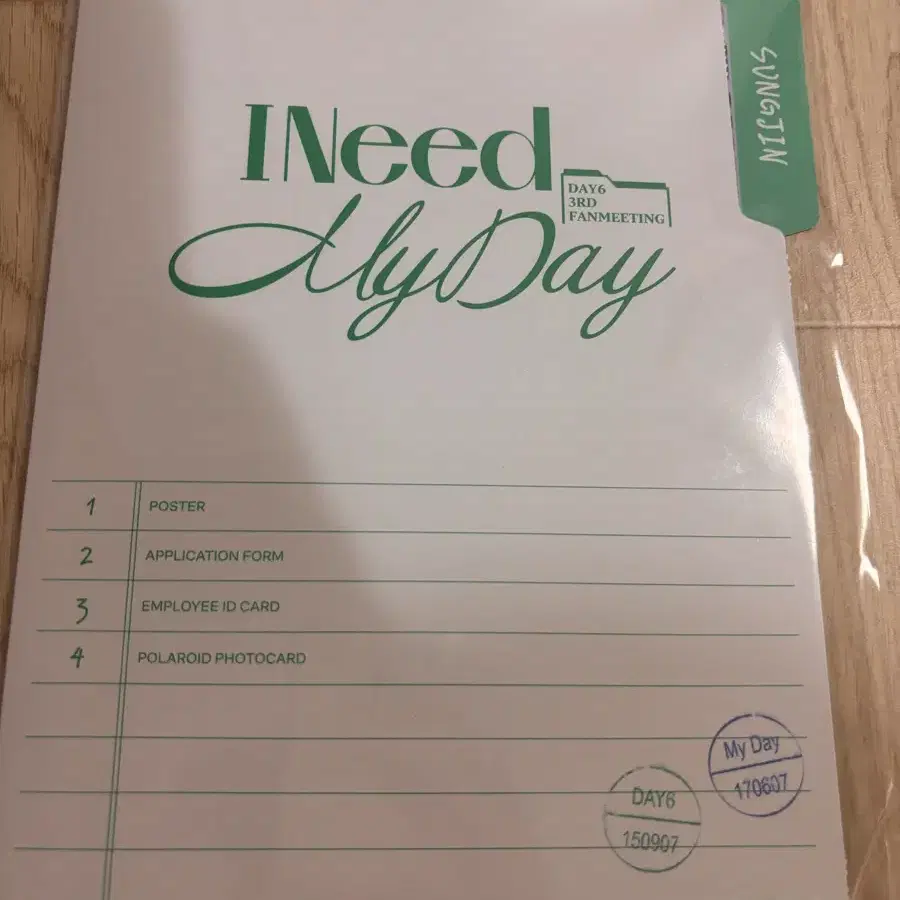 SUNGJIN
I Need
DAY6
3RD
FANMEETING
My Day
1 POSTER
2 APPLICATION FORM
3 EMPLOYEE ID CARD
4 POLAROID PHOTOCARD
My Day
170607
DAY6
150907